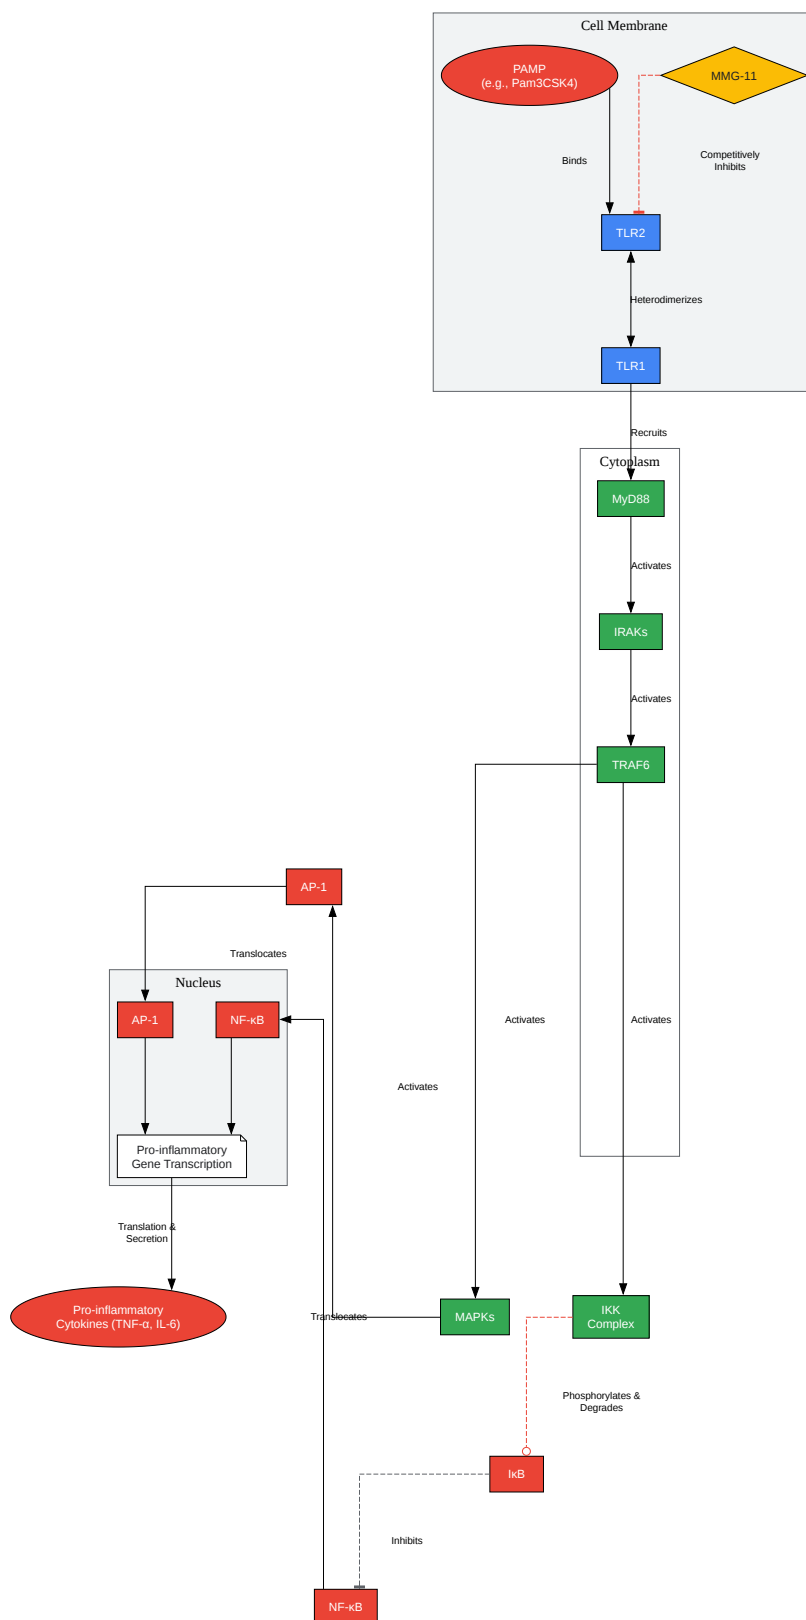 Cell Membrane
PAMP
(e.g., Pam3CSK4)
MMG-11
Binds
Competitively
Inhibits
TLR2
Heterodimerizes
TLR1
Recruits
Cytoplasm
MyD88
Activates
IRAKs
Activates
TRAF6
AP-1
Translocates
Nucleus
AP-1
NF-κB
Activates
Activates
Activates
Pro-inflammatory
Gene Transcription
Translation &
Secretion
Pro-inflammatory
Cytokines (TNF-α, IL-6)
Translocates
MAPKs
IKK
Complex
Phosphorylates &
Degrades
IκB
Inhibits
NF-κB